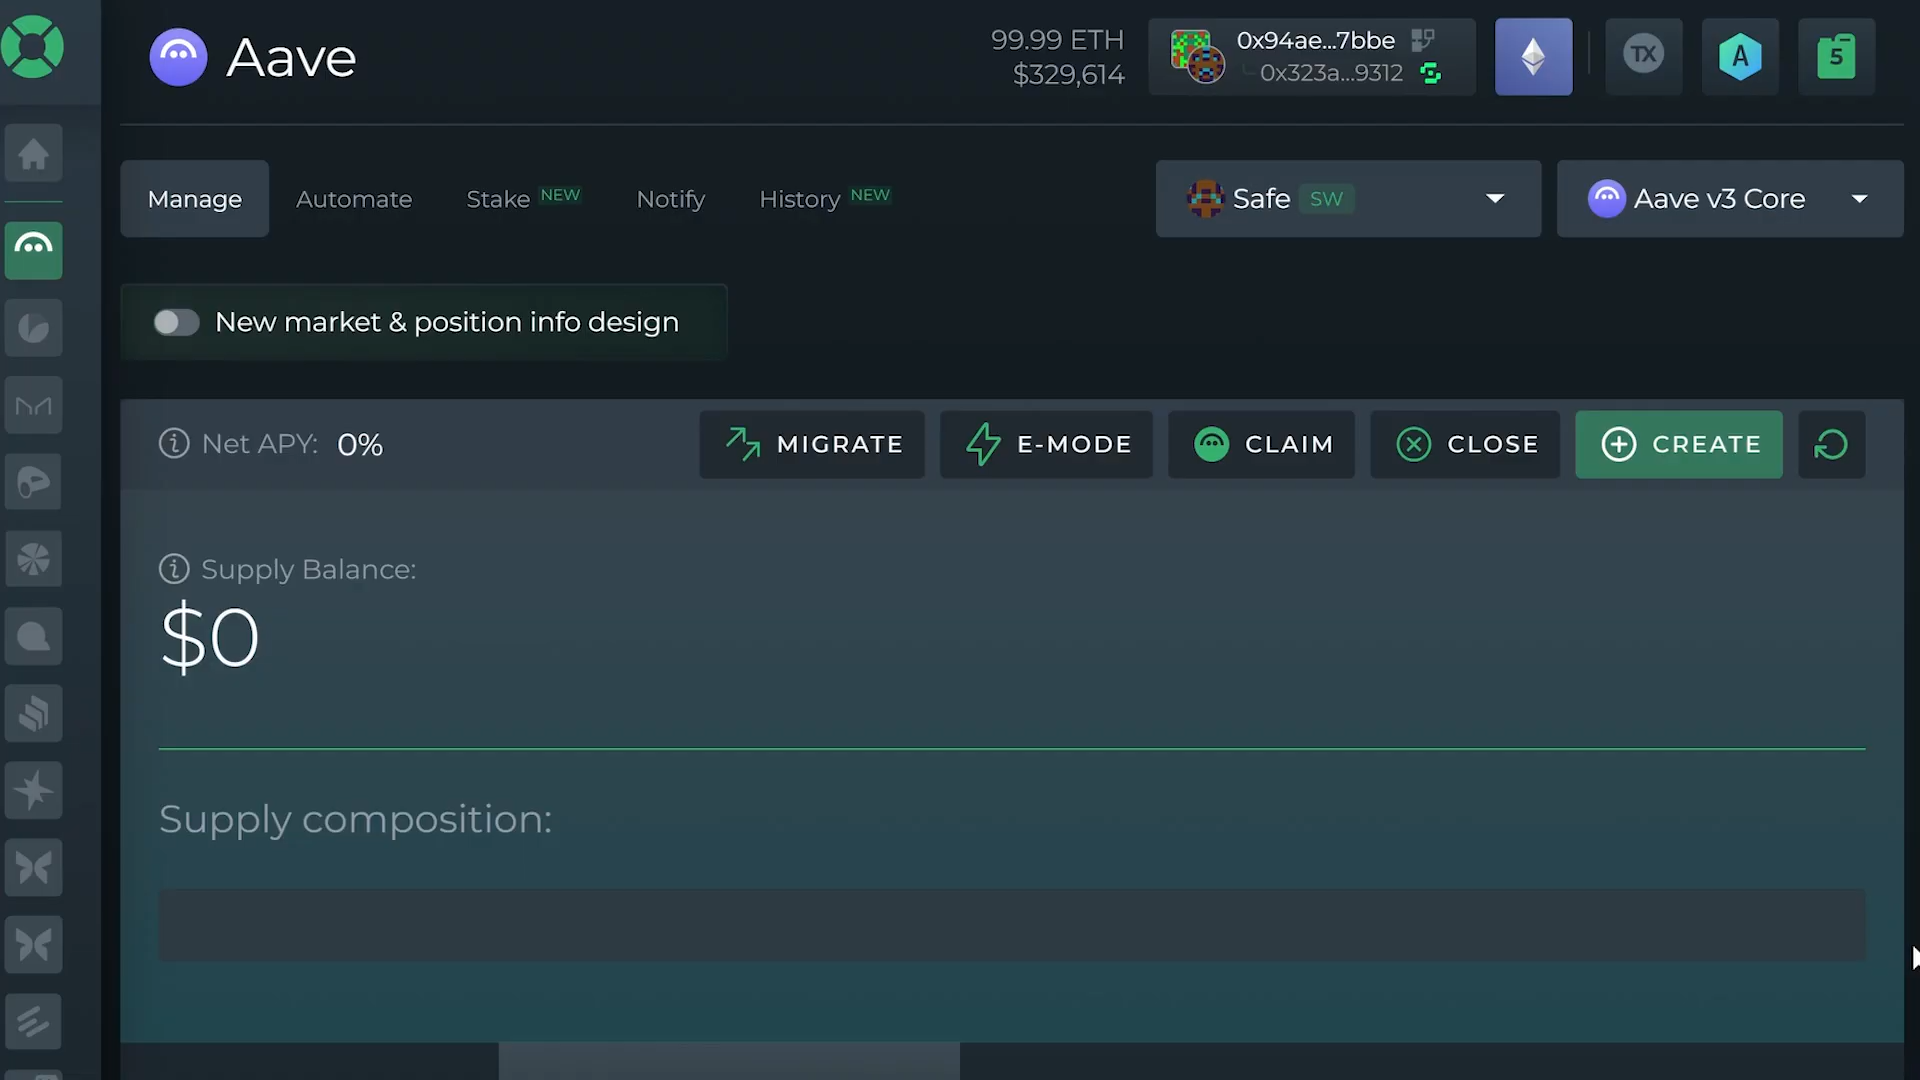 Aave
99.99 ETH
$329,614
0x94ae...7bbe
0x323a...9312
TX
A
5
Manage
Automate
Stake NEW
Notify
History NEW
Safe SW
Aave v3 Core
New market & position info design
Net APY: 0%
MIGRATE
E-MODE
CLAIM
CLOSE
CREATE
Supply Balance:
$0
Supply composition: